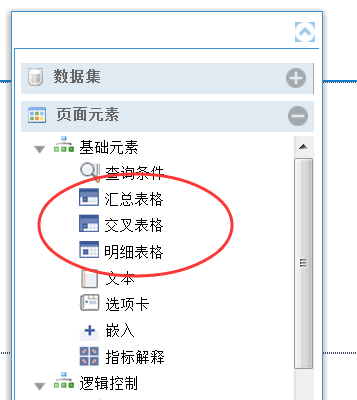 数据集
页面元素
基础元素
查询条件
汇总表格
交叉表格
明细表格
文本
选项卡
嵌入
指标解释
逻辑控制